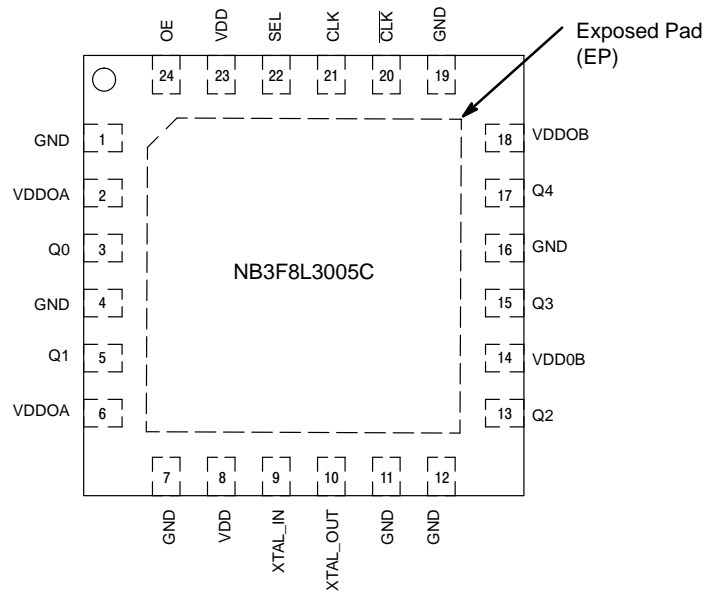 OE
VDD
SEL
CLK
CLK
GND
Exposed Pad
(EP)
24
23
22
21
20
19
GND
1
18
VDDOB
VDDOA
2
17
Q4
Q0
3
16
GND
NB3F8L3005C
GND
4
15
Q3
Q1
5
14
VDD0B
VDDOA
6
13
Q2
7
8
9
10
11
12
GND
VDD
XTAL_IN
XTAL_OUT
GND
GND